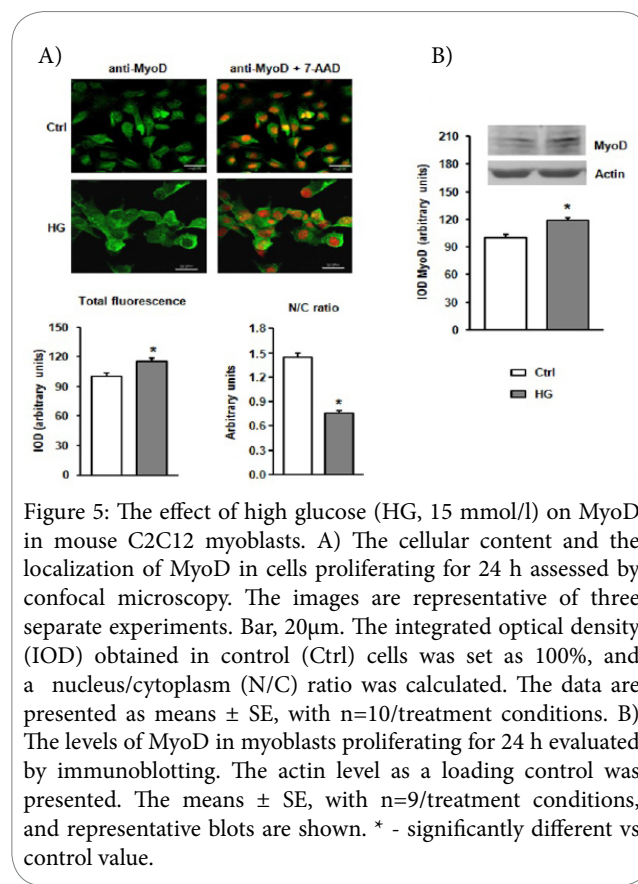 A)
B)
anti-MyoD
anti-MyoD + 7-AAD
Ctrl
HG
Total fluorescence
IOD (arbitrary units)
150
120
90
60
30
0
*
N/C ratio
Arbitrary units
1.8
1.5
1.2
0.9
0.6
0.3
0.0
*
MyoD
Actin
IOD MyoD (arbitrary units)
210
180
150
120
90
60
30
0
*
Ctrl
HG
Figure 5: The effect of high glucose (HG, 15 mmol/l) on MyoD
in mouse C2C12 myoblasts. A) The cellular content and the
localization of MyoD in cells proliferating for 24 h assessed by
confocal microscopy. The images are representative of three
separate experiments. Bar, 20μm. The integrated optical density
(IOD) obtained in control (Ctrl) cells was set as 100%, and
a nucleus/cytoplasm (N/C) ratio was calculated. The data are
presented as means ± SE, with n=10/treatment conditions. B)
The levels of MyoD in myoblasts proliferating for 24 h evaluated
by immunoblotting. The actin level as a loading control was
presented. The means ± SE, with n=9/treatment conditions,
and representative blots are shown. * - significantly different vs
control value.